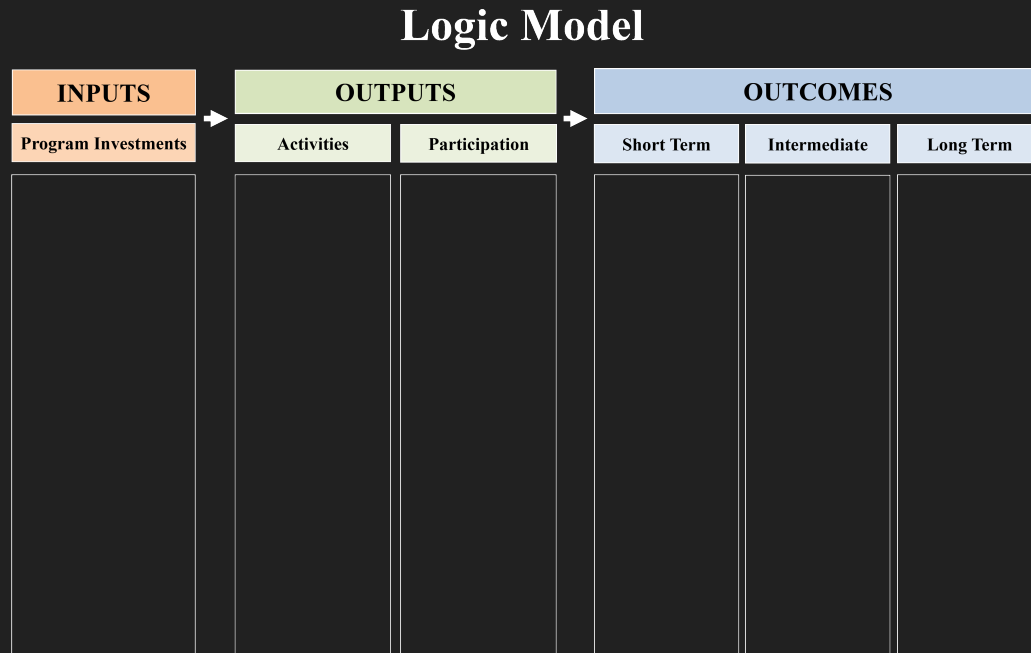 Logic Model
INPUTS
OUTPUTS
OUTCOMES
Program Investments
Activities
Participation
Short Term
Intermediate
Long Term